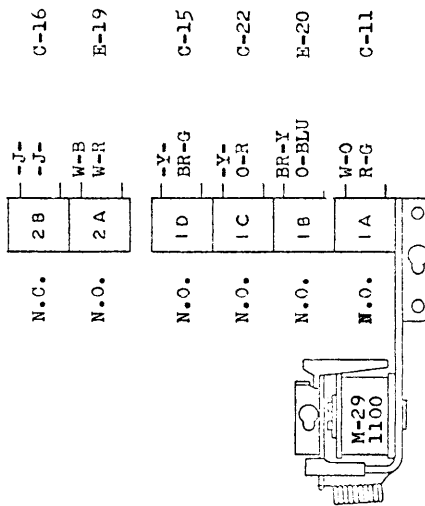 -J-
N.C. 2B -J- C-16
W-B
N.O. 2A W-R E-19
-Y-
N.O. 1D BR-G C-15
-Y-
N.O. 1C O-R C-22
BR-Y
N.O. 1B O-BLU E-20
W-O
N.O. 1A R-G C-11
M-29
1100